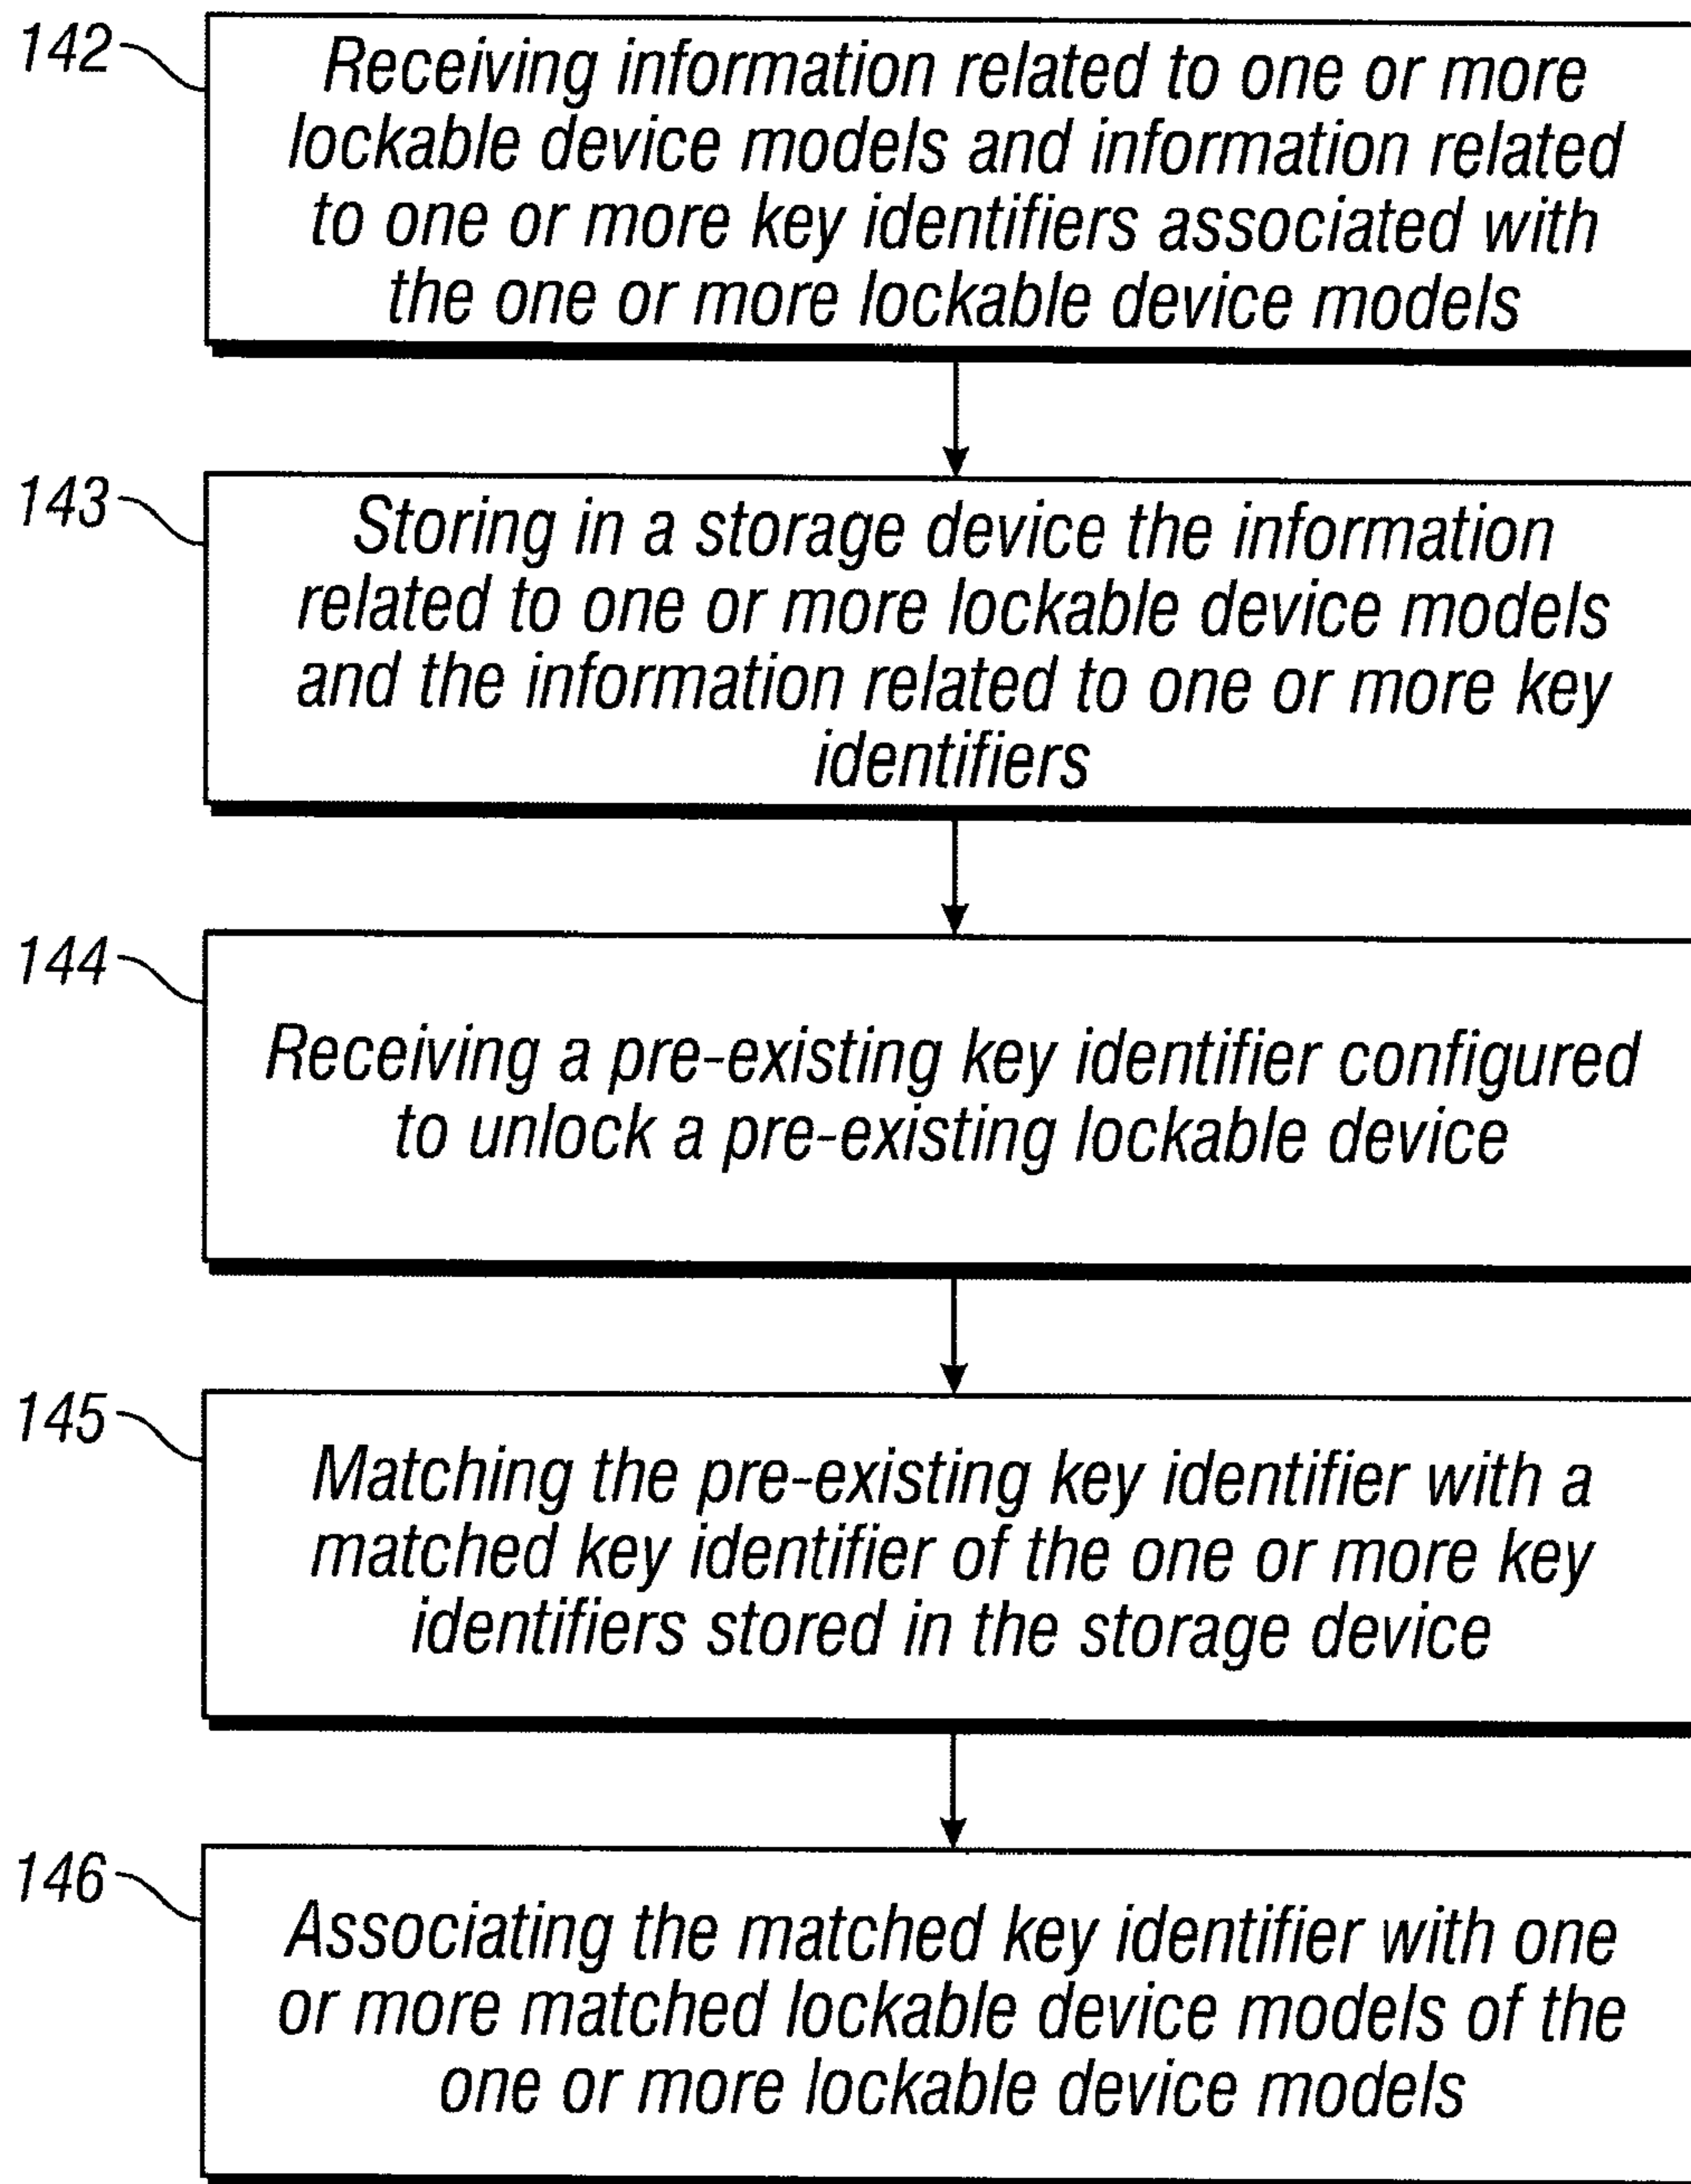 142
Receiving information related to one or more
lockable device models and information related
to one or more key identifiers associated with
the one or more lockable device models
143
Storing in a storage device the information
related to one or more lockable device models
and the information related to one or more key
identifiers
144
Receiving a pre-existing key identifier configured
to unlock a pre-existing lockable device
145
Matching the pre-existing key identifier with a
matched key identifier of the one or more key
identifiers stored in the storage device
146
Associating the matched key identifier with one
or more matched lockable device models of the
one or more lockable device models